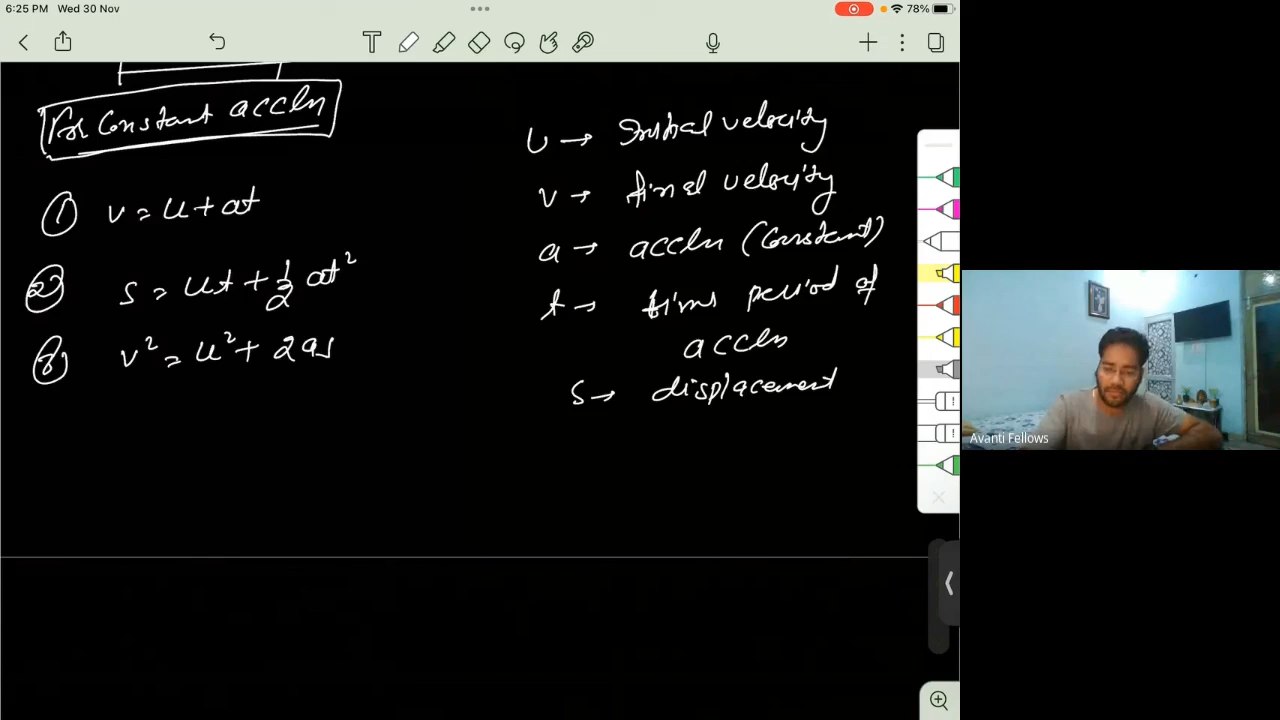 6:25 PM Wed 30 Nov
78%
For Constant accln
① v = u + at
② s = ut + 1/2 at²
③ v² = u² + 2as
U → Initial velocity
v → final velocity
a → accln (Constant)
t → time period of
accln
S → displacement
Avanti Fellows